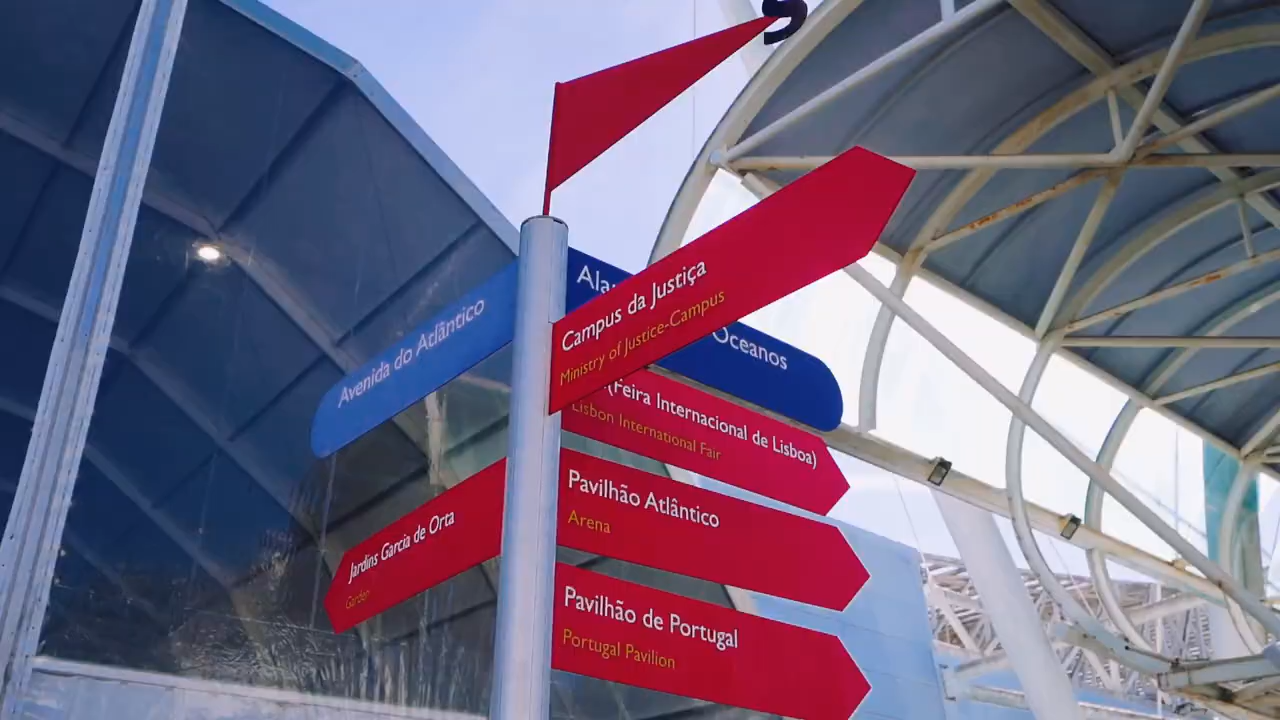 S
Avenida do Atlântico
Campus da Justiça
Ministry of Justice-Campus
Oceanos
(Feira Internacional de Lisboa)
Lisbon International Fair
Pavilhão Atlântico
Arena
Jardins Garcia de Orta
Garden
Pavilhão de Portugal
Portugal Pavilion